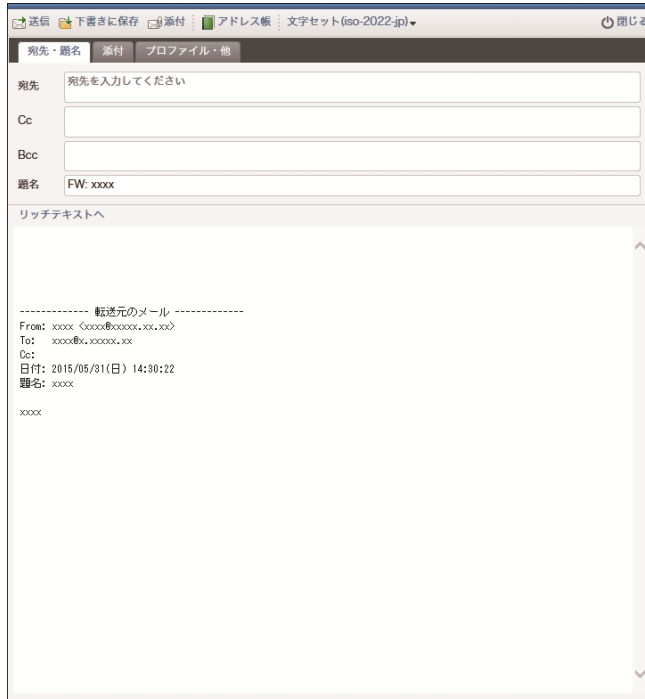 送信 下書きに保存 添付 アドレス帳 文字セット(iso-2022-jp) 閉じる
宛先・題名 添付 プロファイル・他
宛先 宛先を入力してください
Cc
Bcc
題名 FW: xxxx
リッチテキストへ
------------- 転送元のメール -------------
From: xxxx <xxxx@xxxxx.xx.xx>
To: xxxx@x.xxxxx.xx
Cc:
日付: 2015/05/31(日) 14:30:22
題名: xxxx
xxxx